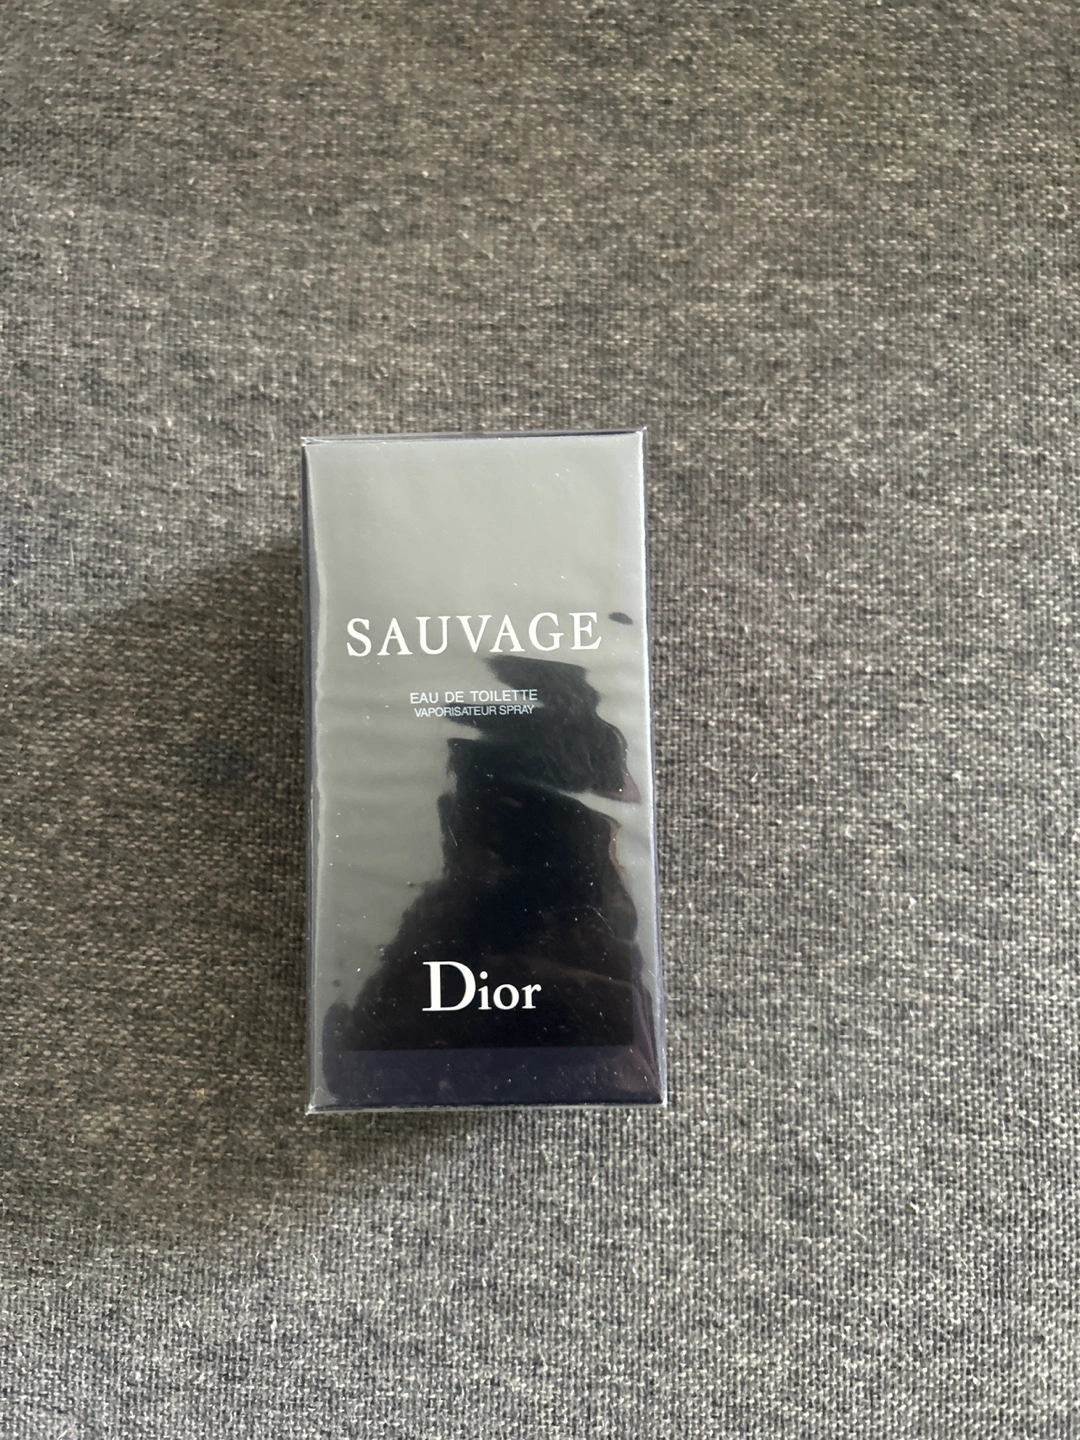 SAUVAGE
EAU DE TOILETTE
VAPORISATEUR SPRAY
Dior